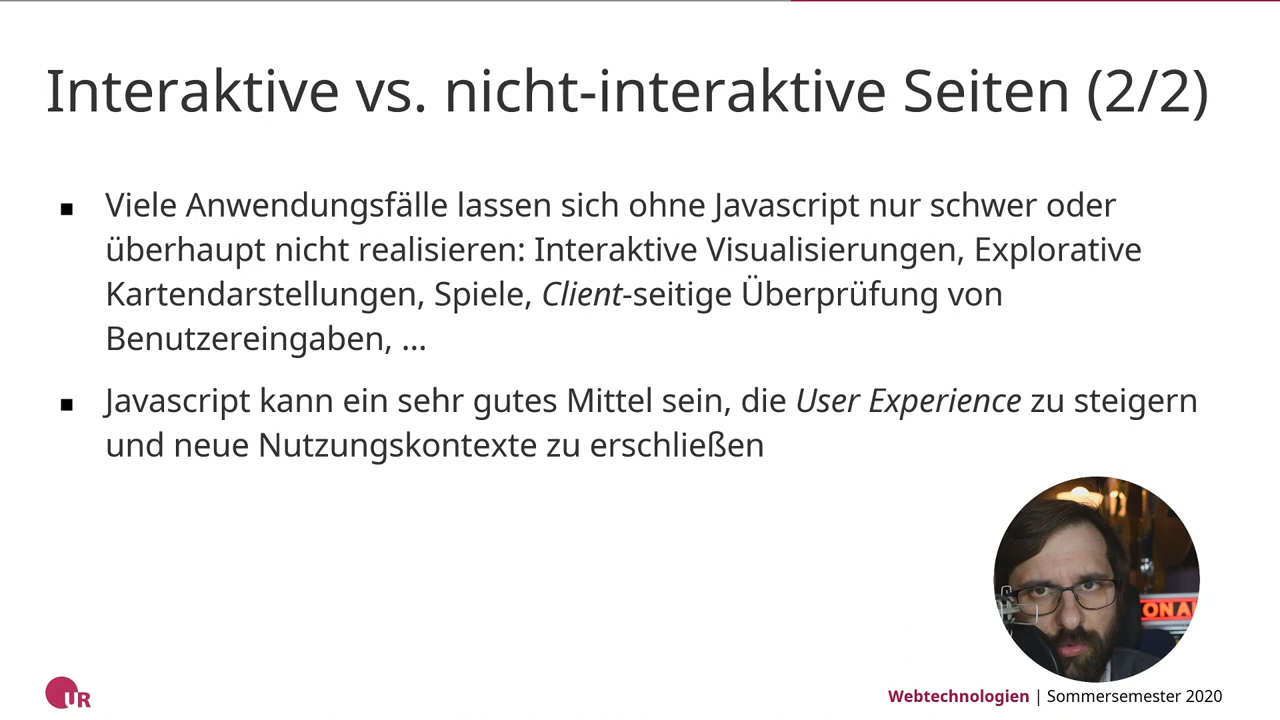 Interaktive vs. nicht-interaktive Seiten (2/2)
Viele Anwendungsfälle lassen sich ohne Javascript nur schwer oder
überhaupt nicht realisieren: Interaktive Visualisierungen, Explorative
Kartendarstellungen, Spiele, Client-seitige Überprüfung von
Benutzereingaben, ...
Javascript kann ein sehr gutes Mittel sein, die User Experience zu steigern
und neue Nutzungskontexte zu erschließen
ON A
UR
Webtechnologien | Sommersemester 2020